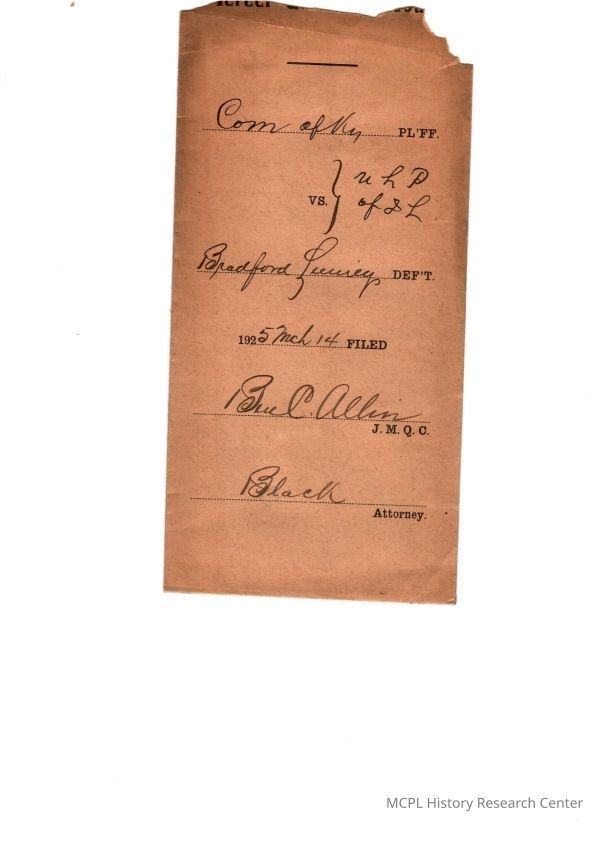 Com of Ky PL'FF.
VS. } u L P
of I L
Bradford DEF'T.
1925 Mch 14 FILED
Ben C. Allin
J. M. Q. C.
Black
Attorney.
MCPL History Research Center